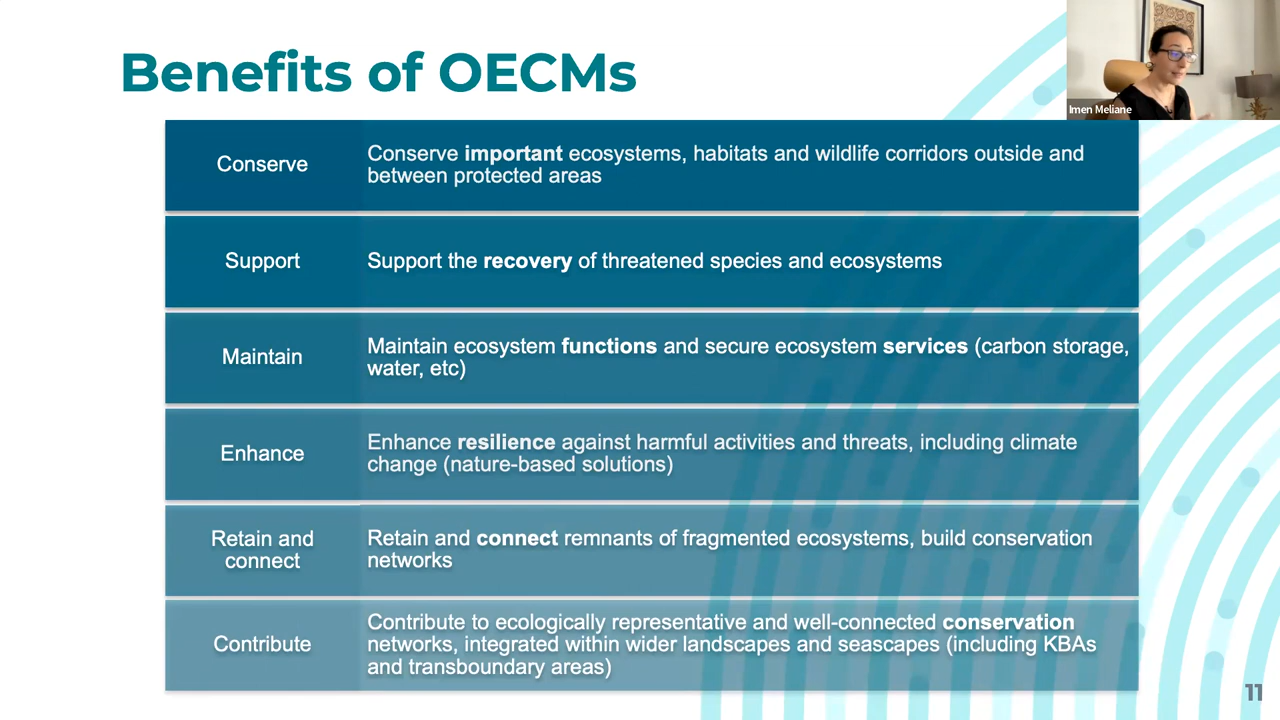 Benefits of OECMs
Imen Meliane
Conserve
Conserve important ecosystems, habitats and wildlife corridors outside and
between protected areas
Support
Support the recovery of threatened species and ecosystems
Maintain
Maintain ecosystem functions and secure ecosystem services (carbon storage,
water, etc)
Enhance
Enhance resilience against harmful activities and threats, including climate
change (nature-based solutions)
Retain and
connect
Retain and connect remnants of fragmented ecosystems, build conservation
networks
Contribute
Contribute to ecologically representative and well-connected conservation
networks, integrated within wider landscapes and seascapes (including KBAs
and transboundary areas)
11